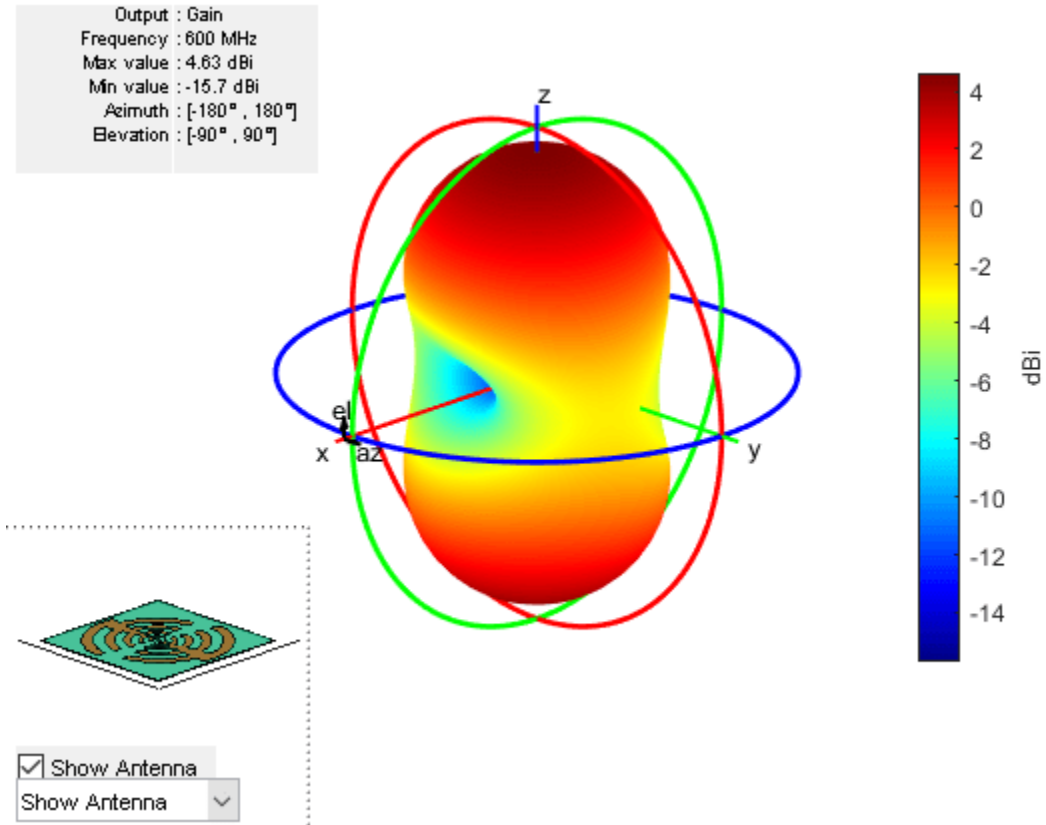 Output : Gain
Frequency : 600 MHz
Max value : 4.63 dBi
Min value : -15.7 dBi
Azimuth : [-180° , 180°]
Elevation : [-90° , 90°]
z
el
x
az
y
4
2
0
-2
-4
-6
-8
-10
-12
-14
dBi
Show Antenna
Show Antenna